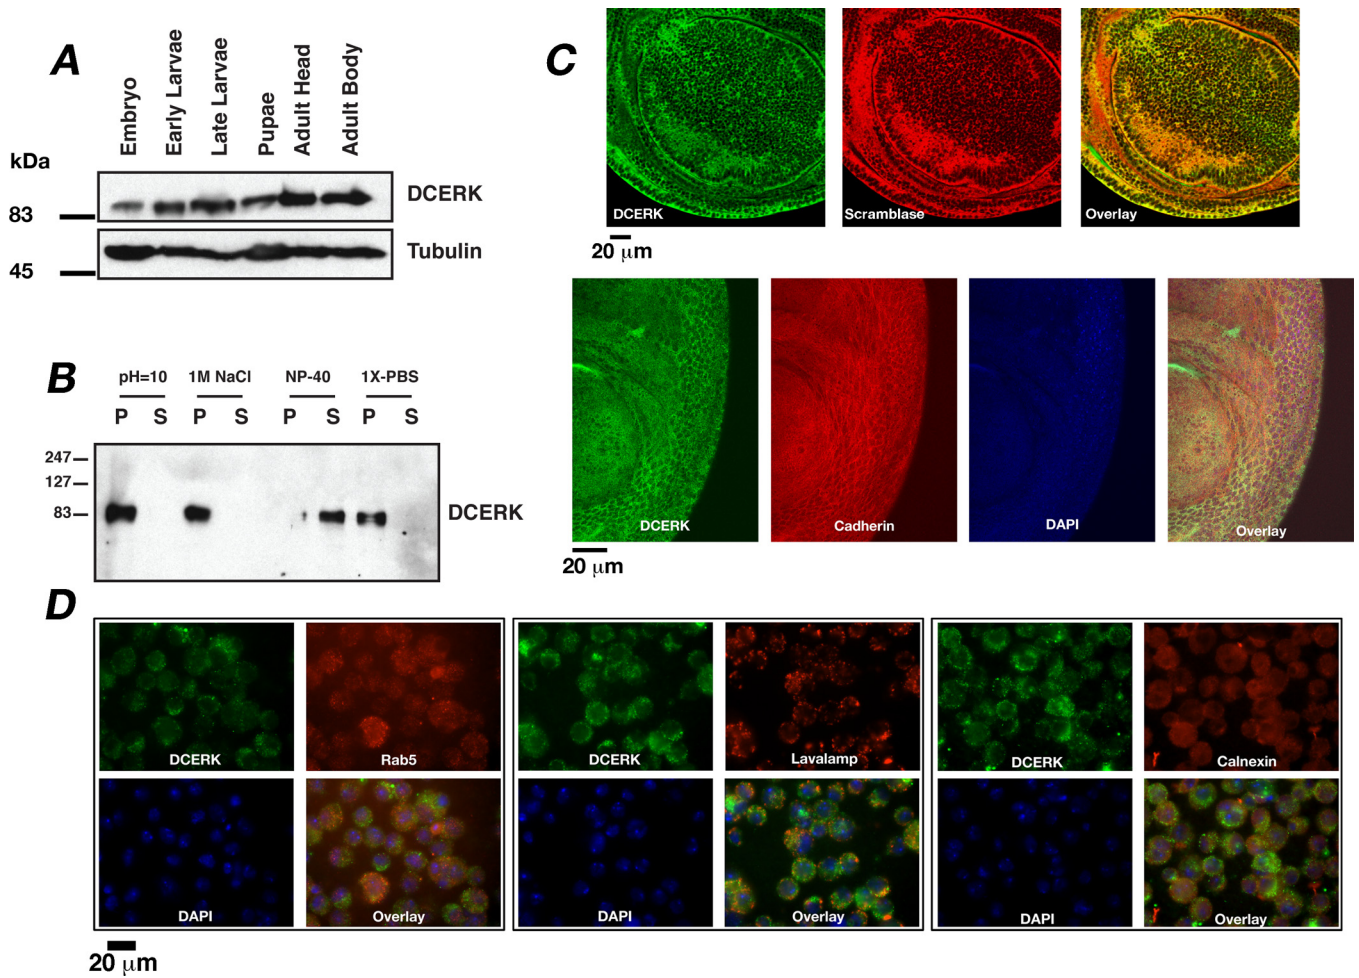 A
Embryo
Early Larvae
Late Larvae
Pupae
Adult Head
Adult Body
kDa
83
45
DCERK
Tubulin
B
pH=10 1M NaCl NP-40 1X-PBS
P S P S P S P S
247
127
83
DCERK
C
DCERK Scramblase Overlay
20 μm
DCERK Cadherin DAPI Overlay
20 μm
D
DCERK Rab5 DCERK Lavalamp DCERK Calnexin
DAPI Overlay DAPI Overlay DAPI Overlay
20 μm